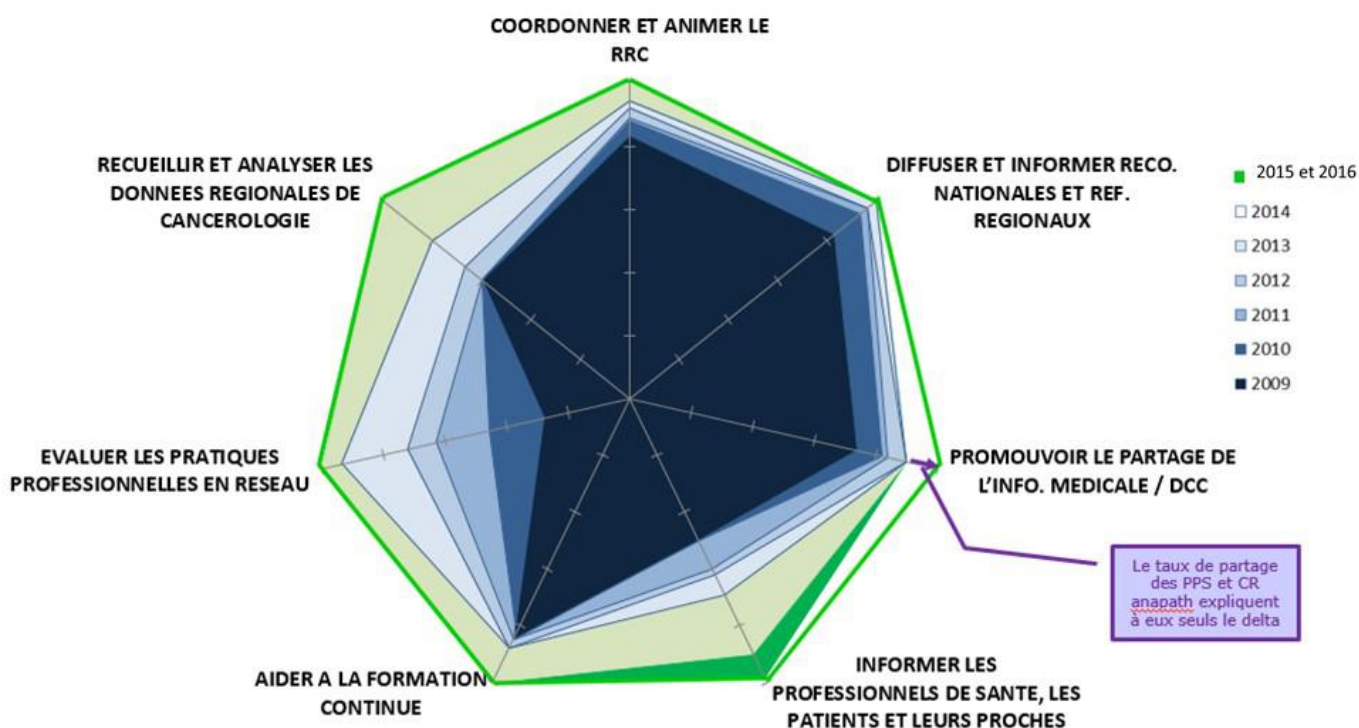 COORDONNER ET ANIMER LE
RRC
RECUEILLIR ET ANALYSER LES
DONNEES REGIONALES DE
CANCEROLOGIE
DIFFUSER ET INFORMER RECO.
NATIONALES ET REF.
REGIONAUX
2015 et 2016
2014
2013
2012
2011
2010
2009
EVALUER LES PRATIQUES
PROFESSIONNELLES EN RESEAU
PROMOUVOIR LE PARTAGE DE
L'INFO. MEDICALE / DCC
Le taux de partage
des PPS et CR
anapath expliquent
à eux seuls le delta
AIDER A LA FORMATION
CONTINUE
INFORMER LES
PROFESSIONNELS DE SANTE, LES
PATIENTS ET LEURS PROCHES